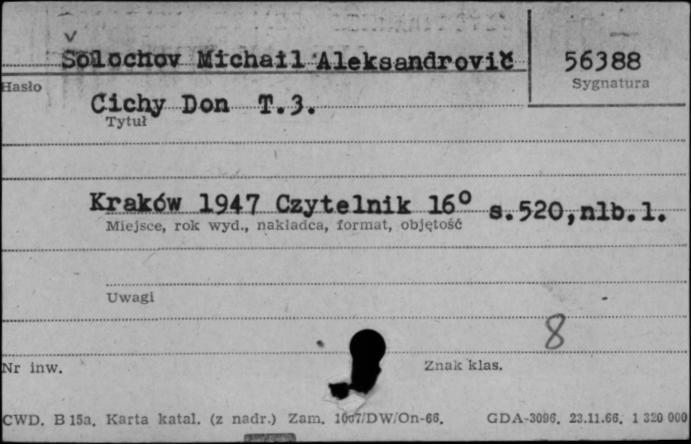 Šolochov Michail Aleksandrovič 56388
Hasło Sygnatura
Cichy Don T.3.
Tytuł
Kraków 1947 Czytelnik 16° s.520,nlb.1.
Miejsce, rok wyd., nakładca, format, objętość
Uwagi
8
Nr inw. Znak klas.
CWD. B 15a. Karta katal. (z nadr.) Zam. 1007/DW/On-66. GDA-3096. 23.11.66. 1 320 000